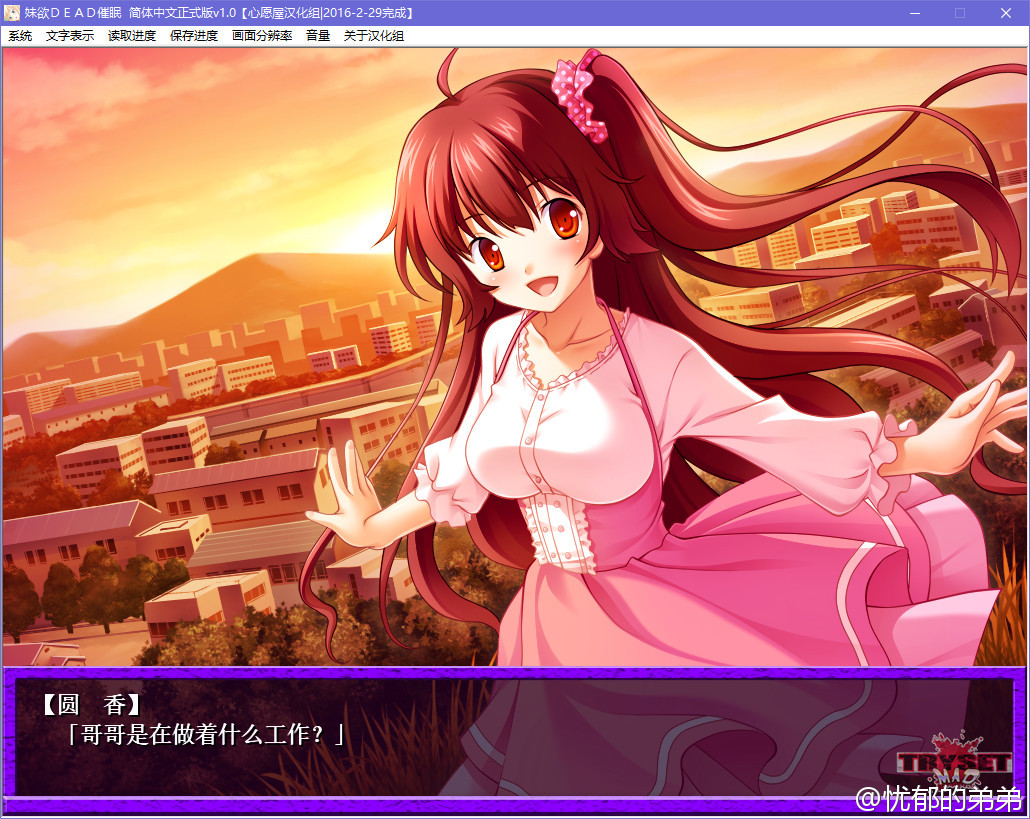 妹欲ＤＥＡＤ催眠 简体中文正式版v1.0【心愿屋汉化组|2016-2-29完成】
系统 文字表示 读取进度 保存进度 画面分辨率 音量 关于汉化组
【圆　香】
「哥哥是在做着什么工作？」
TRYSET
M.A.D
@忧郁的弟弟